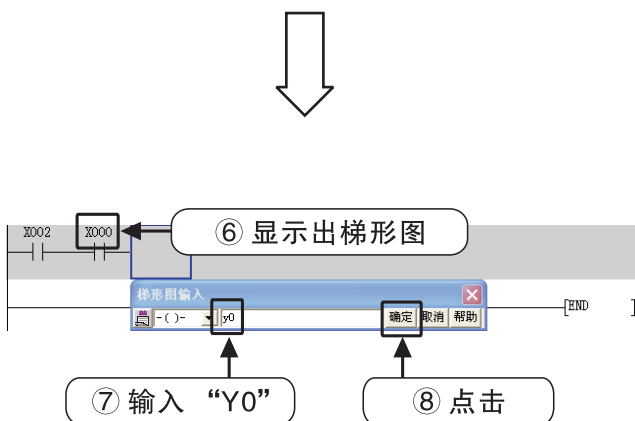 X002 X000
⑥ 显示出梯形图
梯形图输入
-( )- y0 确定 取消 帮助
[END ]
⑦ 输入 “Y0” ⑧ 点击